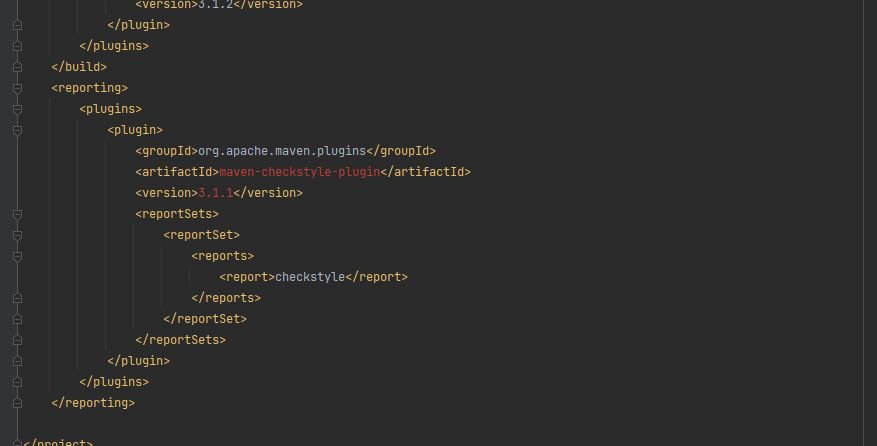 <version>3.1.2</version>
</plugin>
</plugins>
</build>
<reporting>
<plugins>
<plugin>
<groupId>org.apache.maven.plugins</groupId>
<artifactId>maven-checkstyle-plugin</artifactId>
<version>3.1.1</version>
<reportSets>
<reportSet>
<reports>
<report>checkstyle</report>
</reports>
</reportSet>
</reportSets>
</plugin>
</plugins>
</reporting>
</project>